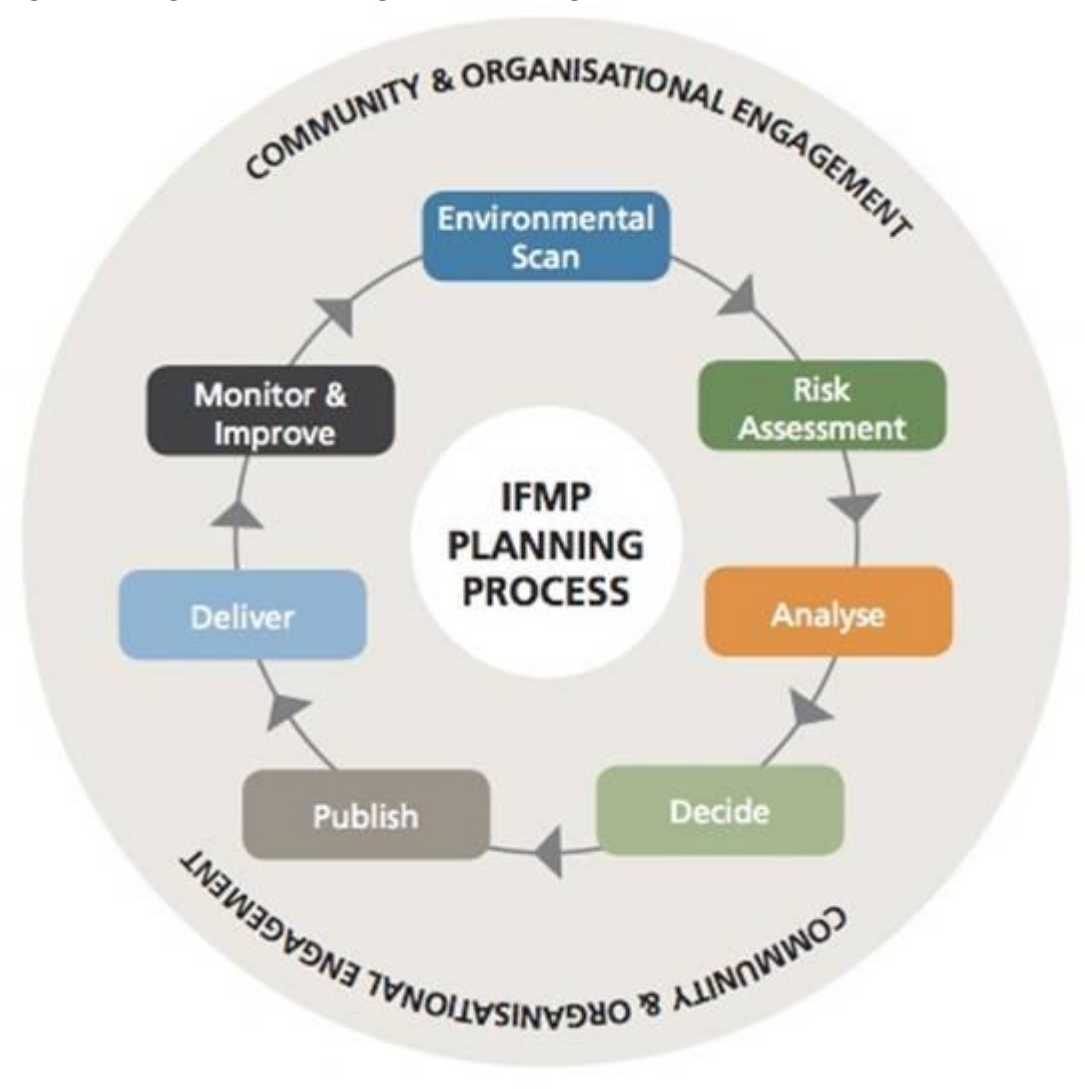 COMMUNITY & ORGANISATIONAL ENGAGEMENT
Environmental
Scan
Risk
Assessment
Monitor &
Improve
IFMP
PLANNING
PROCESS
Analyse
Deliver
Decide
Publish
COMMUNITY & ORGANISATIONAL ENGAGEMENT